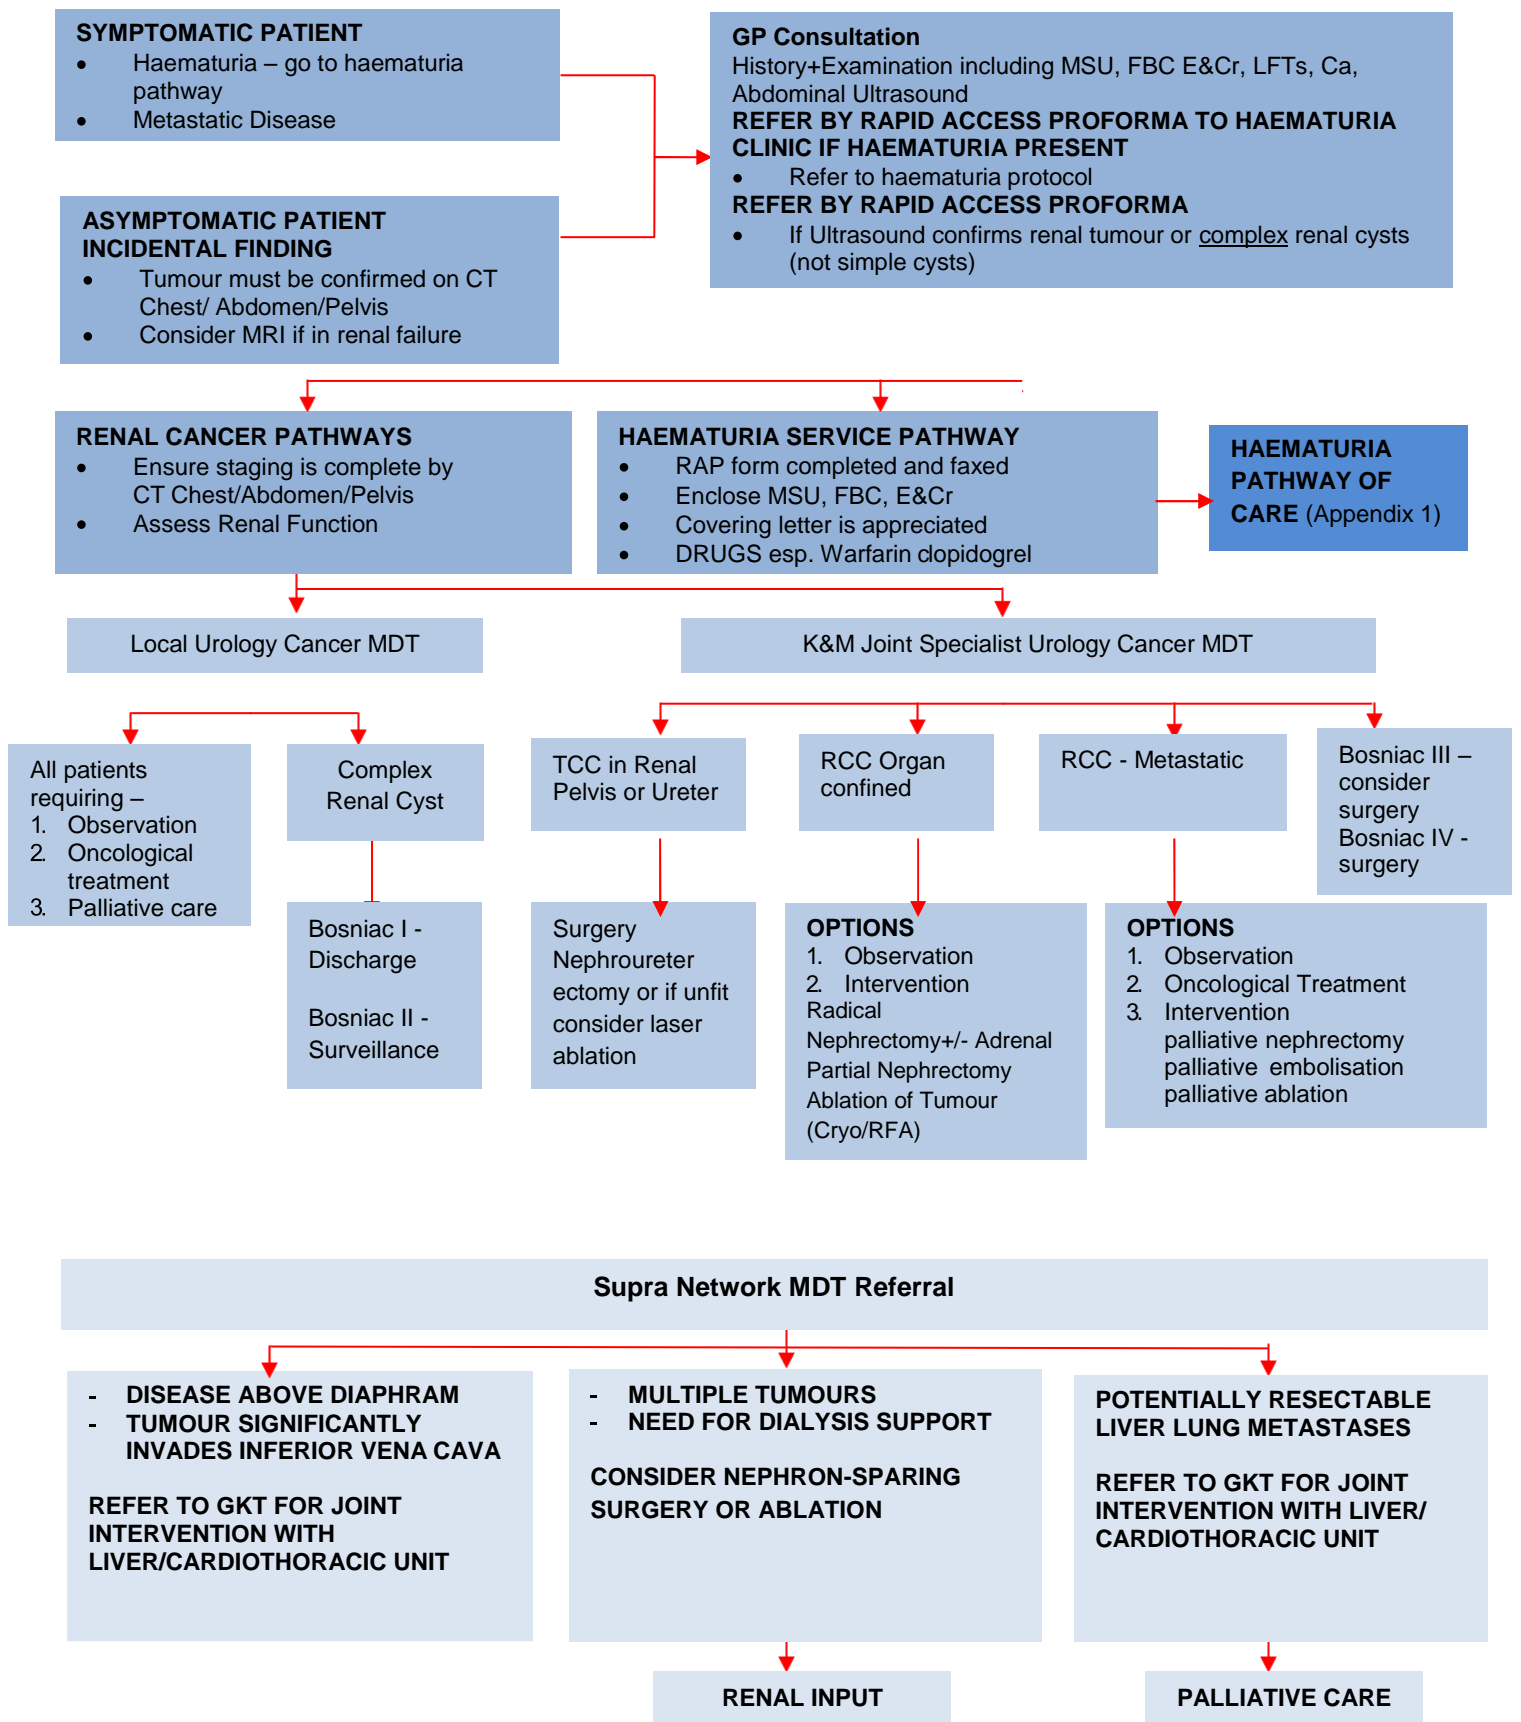 SYMPTOMATIC PATIENT
• Haematuria – go to haematuria
pathway
• Metastatic Disease
GP Consultation
History+Examination including MSU, FBC E&Cr, LFTs, Ca,
Abdominal Ultrasound
REFER BY RAPID ACCESS PROFORMA TO HAEMATURIA
CLINIC IF HAEMATURIA PRESENT
• Refer to haematuria protocol
REFER BY RAPID ACCESS PROFORMA
• If Ultrasound confirms renal tumour or complex renal cysts
(not simple cysts)
ASYMPTOMATIC PATIENT
INCIDENTAL FINDING
• Tumour must be confirmed on CT
Chest/ Abdomen/Pelvis
• Consider MRI if in renal failure
RENAL CANCER PATHWAYS
• Ensure staging is complete by
CT Chest/Abdomen/Pelvis
• Assess Renal Function
HAEMATURIA SERVICE PATHWAY
• RAP form completed and faxed
• Enclose MSU, FBC, E&Cr
• Covering letter is appreciated
• DRUGS esp. Warfarin clopidogrel
HAEMATURIA
PATHWAY OF
CARE (Appendix 1)
Local Urology Cancer MDT
K&M Joint Specialist Urology Cancer MDT
All patients
requiring –
1. Observation
2. Oncological
treatment
3. Palliative care
Complex
Renal Cyst
TCC in Renal
Pelvis or Ureter
RCC Organ
confined
RCC - Metastatic
Bosniac III –
consider
surgery
Bosniac IV -
surgery
Bosniac I -
Discharge
Bosniac II -
Surveillance
Surgery
Nephroureter
ectomy or if unfit
consider laser
ablation
OPTIONS
1. Observation
2. Intervention
Radical
Nephrectomy+/- Adrenal
Partial Nephrectomy
Ablation of Tumour
(Cryo/RFA)
OPTIONS
1. Observation
2. Oncological Treatment
3. Intervention
palliative nephrectomy
palliative embolisation
palliative ablation
Supra Network MDT Referral
- DISEASE ABOVE DIAPHRAM
- TUMOUR SIGNIFICANTLY
INVADES INFERIOR VENA CAVA
REFER TO GKT FOR JOINT
INTERVENTION WITH
LIVER/CARDIOTHORACIC UNIT
- MULTIPLE TUMOURS
- NEED FOR DIALYSIS SUPPORT
CONSIDER NEPHRON-SPARING
SURGERY OR ABLATION
POTENTIALLY RESECTABLE
LIVER LUNG METASTASES
REFER TO GKT FOR JOINT
INTERVENTION WITH LIVER/
CARDIOTHORACIC UNIT
RENAL INPUT
PALLIATIVE CARE